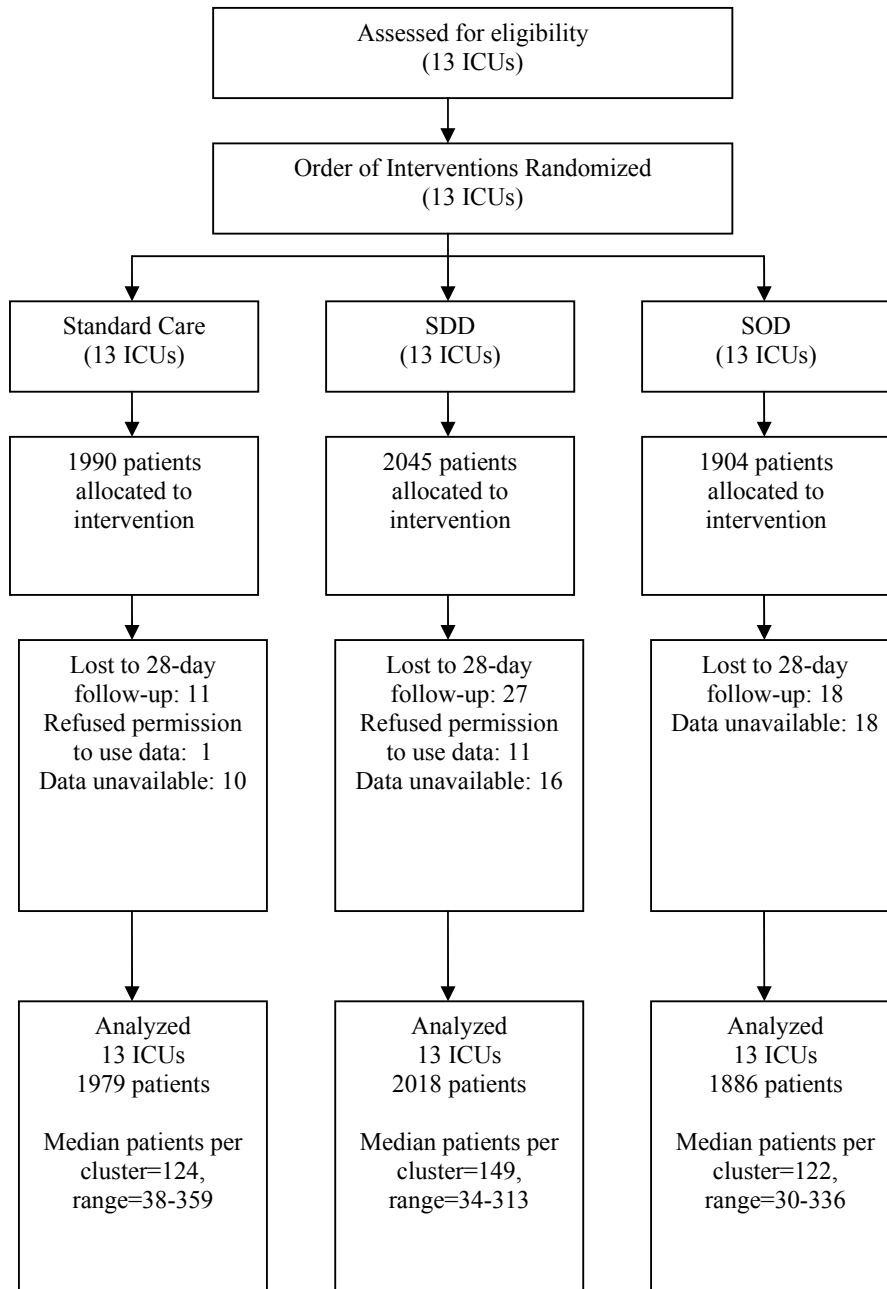 Assessed for eligibility
(13 ICUs)
Order of Interventions Randomized
(13 ICUs)
Standard Care
(13 ICUs)
SDD
(13 ICUs)
SOD
(13 ICUs)
1990 patients
allocated to
intervention
2045 patients
allocated to
intervention
1904 patients
allocated to
intervention
Lost to 28-day
follow-up: 11
Refused permission
to use data:  1
Data unavailable: 10
Lost to 28-day
follow-up: 27
Refused permission
to use data: 11
Data unavailable: 16
Lost to 28-day
follow-up: 18
Data unavailable: 18
Analyzed
13 ICUs
1979 patients
Median patients per
cluster=124,
range=38-359
Analyzed
13 ICUs
2018 patients
Median patients per
cluster=149,
range=34-313
Analyzed
13 ICUs
1886 patients
Median patients per
cluster=122,
range=30-336